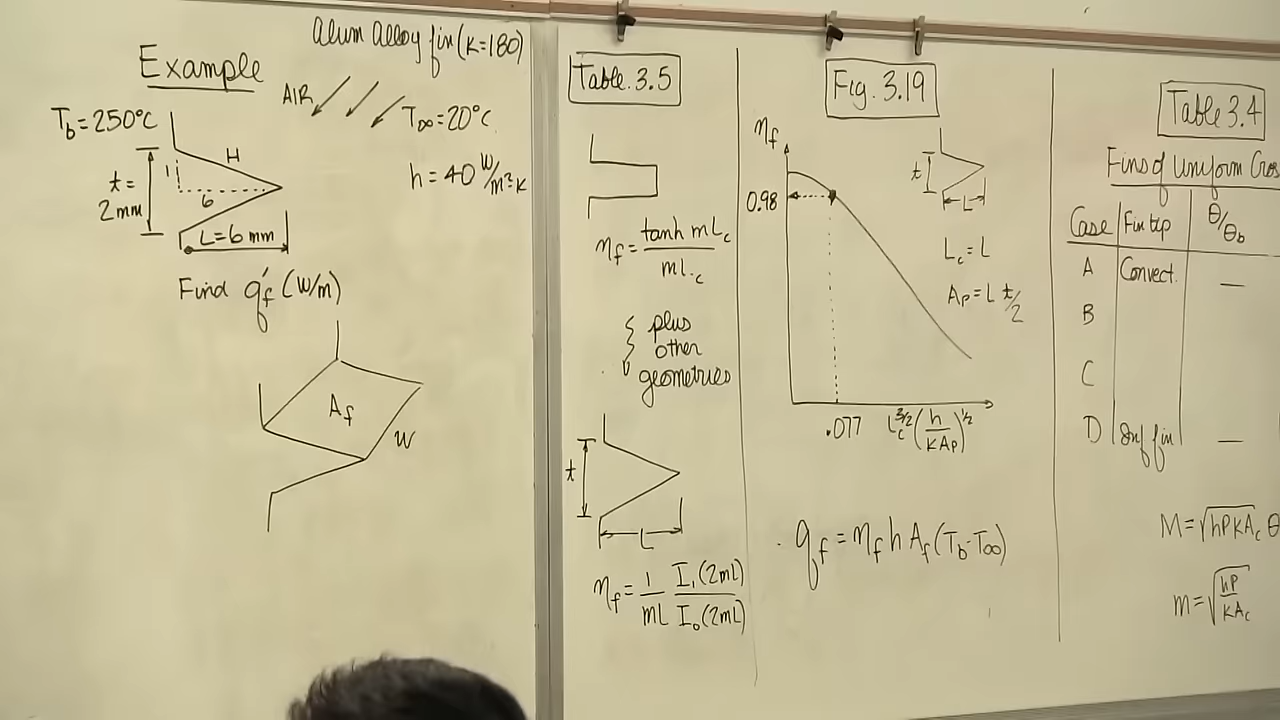 Example
Alum Alloy fin (K=180)
AIR
T∞=20°C
h=40 W/m²·K
Tb=250°C
H
1
6
t=
2mm
L=6 mm
Find q'f (W/m)
Af
w
Table 3.5
ηf = tanh mLc / mLc
plus
other
geometries
t
L
ηf = 1/mL I1(2mL) / I0(2mL)
Fig. 3.19
ηf
0.98
.077
Lc^3/2 (h/KAp)^1/2
t
L
Lc=L
Ap=L t/2
qf=ηf h Af (Tb-T∞)
Table 3.4
Fins of Uniform Cros
Case Fin tip θ/θb
A Convect. —
B
C
D Inf fin —
M=√hPKAc θ
m=√hP/KAc